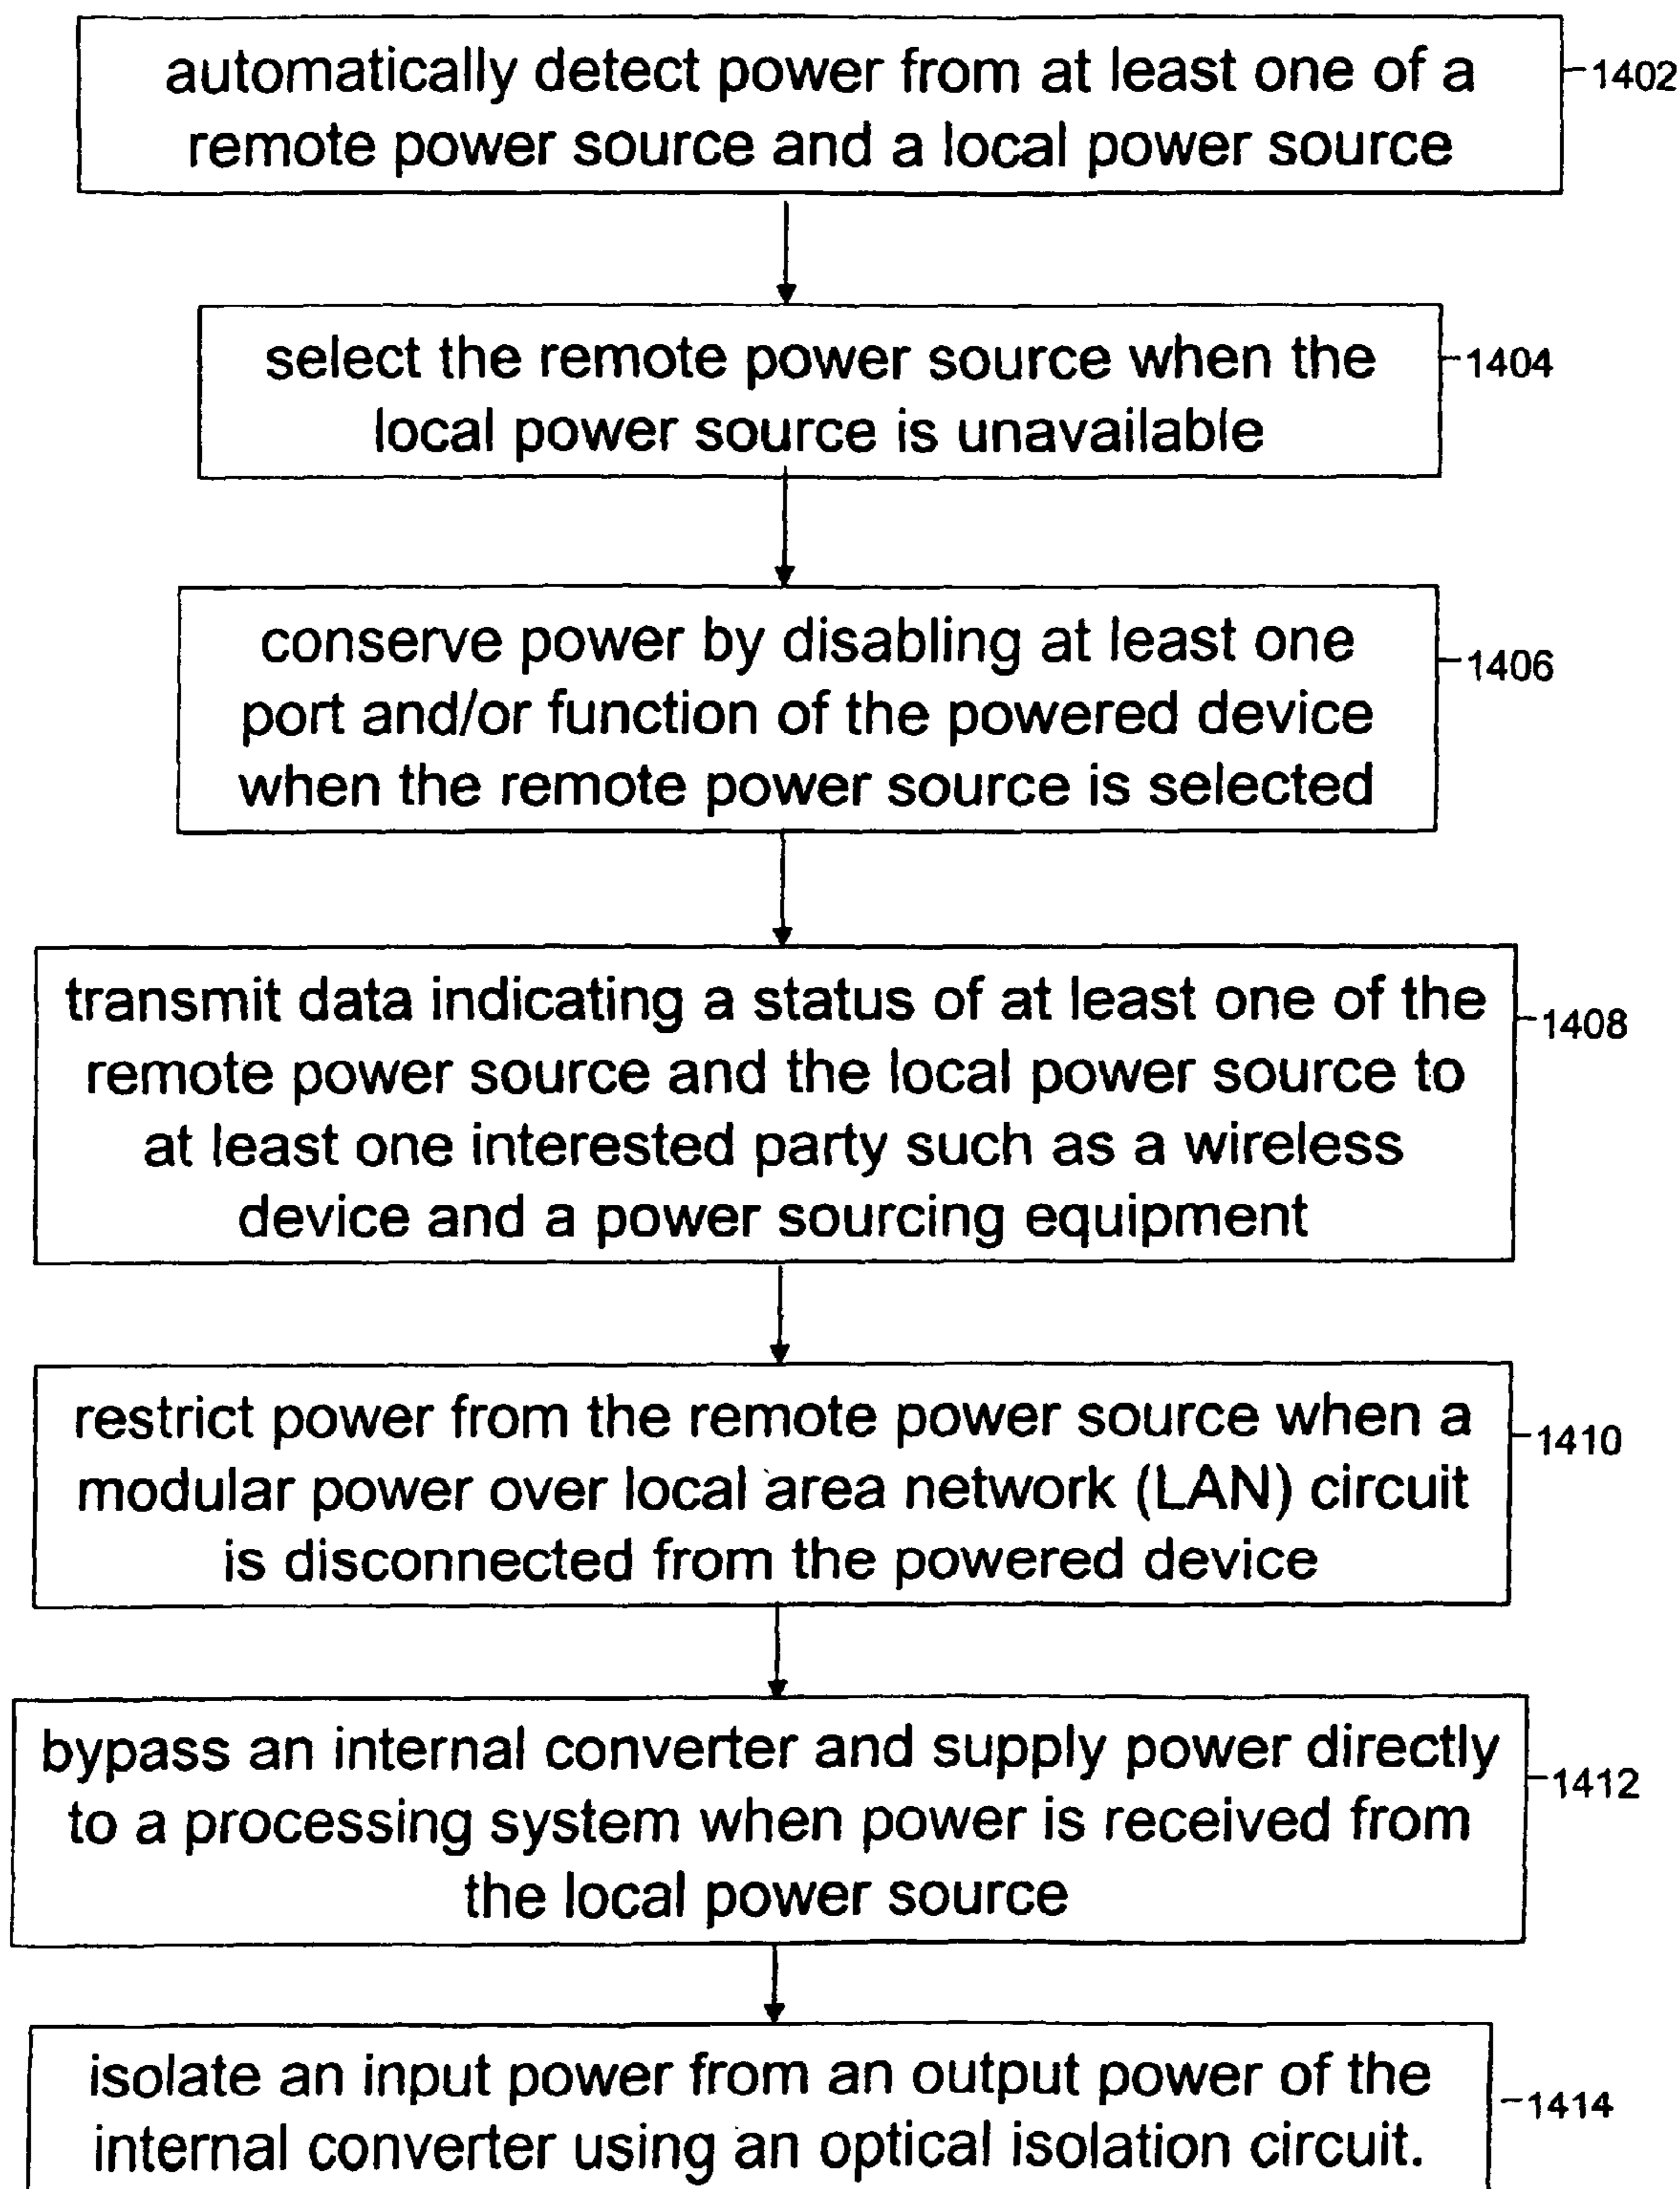 automatically detect power from at least one of a
remote power source and a local power source
1402
select the remote power source when the
local power source is unavailable
1404
conserve power by disabling at least one
port and/or function of the powered device
when the remote power source is selected
1406
transmit data indicating a status of at least one of the
remote power source and the local power source to
at least one interested party such as a wireless
device and a power sourcing equipment
1408
restrict power from the remote power source when a
modular power over local area network (LAN) circuit
is disconnected from the powered device
1410
bypass an internal converter and supply power directly
to a processing system when power is received from
the local power source
1412
isolate an input power from an output power of the
internal converter using an optical isolation circuit.
1414